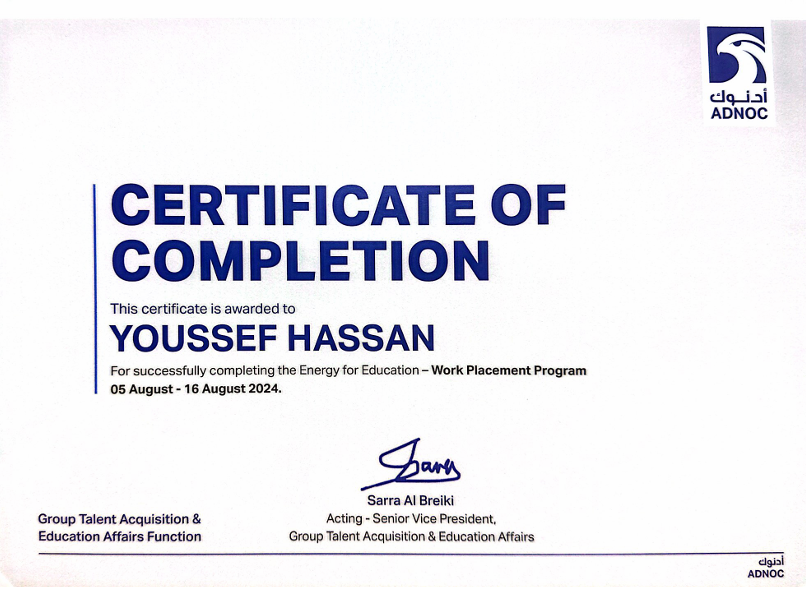 أدنوك
ADNOC
CERTIFICATE OF
COMPLETION
This certificate is awarded to
YOUSSEF HASSAN
For successfully completing the Energy for Education – Work Placement Program
05 August - 16 August 2024.
Sarra Al Breiki
Acting - Senior Vice President,
Group Talent Acquisition & Education Affairs
Group Talent Acquisition &
Education Affairs Function
أدنوك
ADNOC